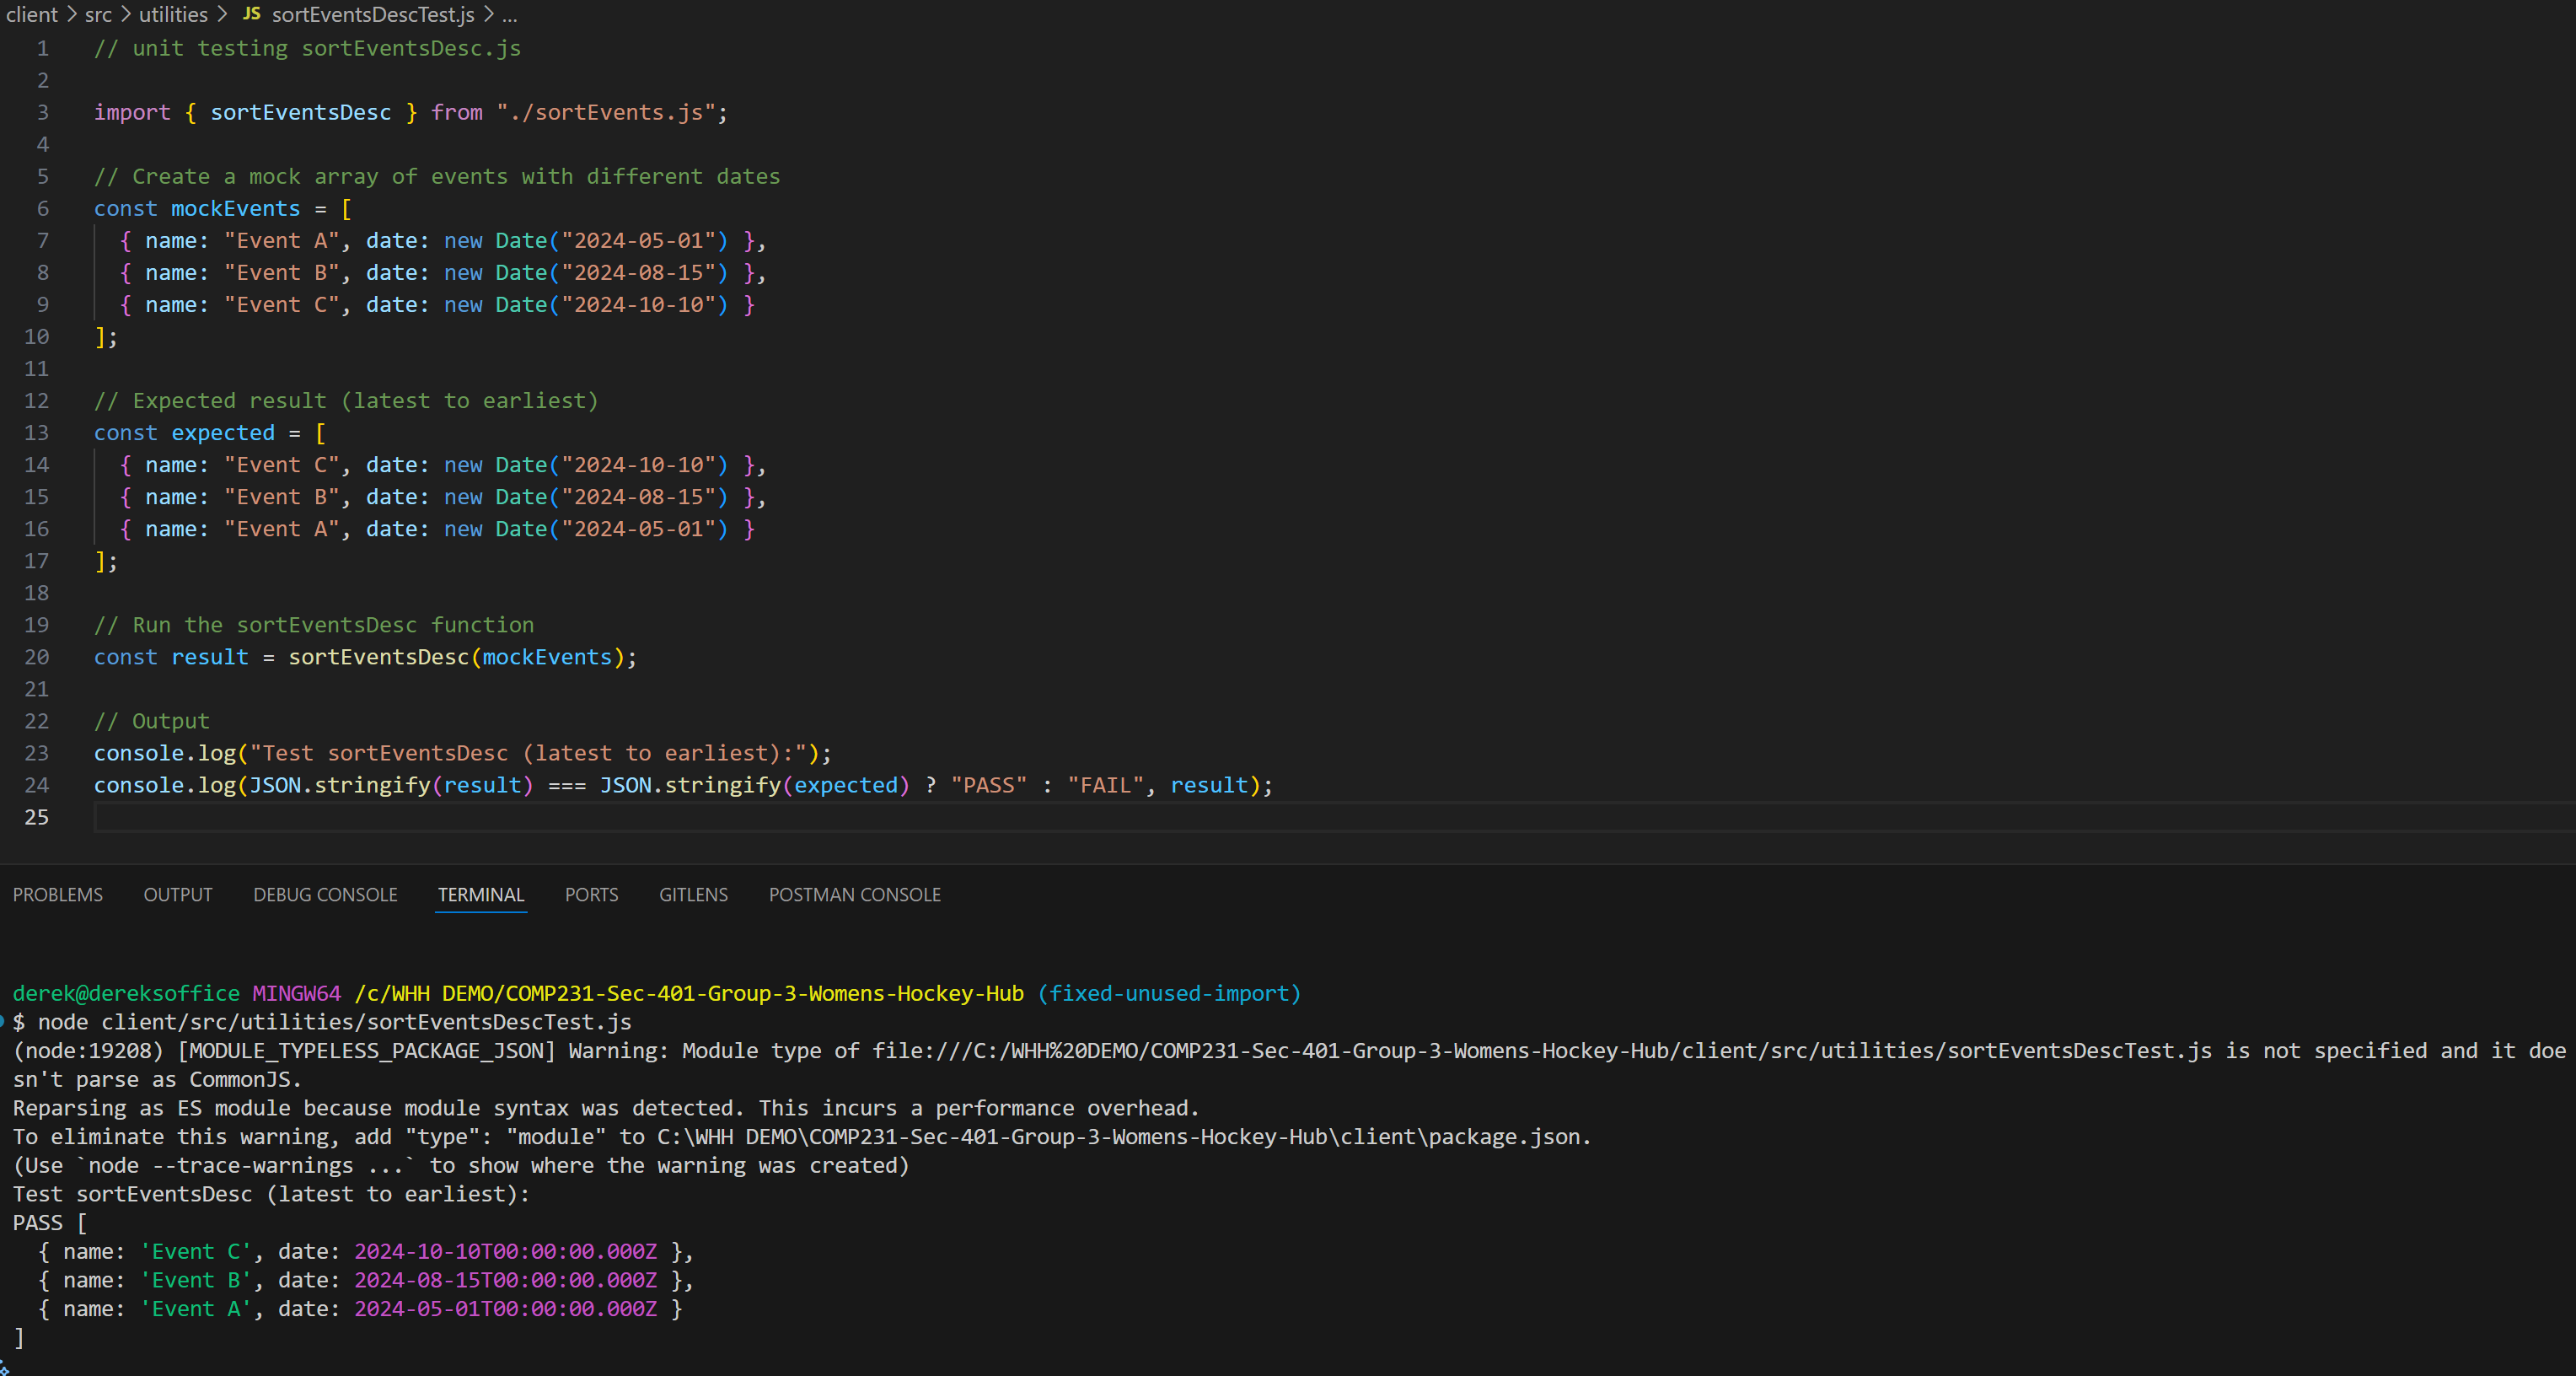 client > src > utilities > JS sortEventsDescTest.js > ...
1 // unit testing sortEventsDesc.js
2
3 import { sortEventsDesc } from "./sortEvents.js";
4
5 // Create a mock array of events with different dates
6 const mockEvents = [
7   { name: "Event A", date: new Date("2024-05-01") },
8   { name: "Event B", date: new Date("2024-08-15") },
9   { name: "Event C", date: new Date("2024-10-10") }
10 ];
11
12 // Expected result (latest to earliest)
13 const expected = [
14   { name: "Event C", date: new Date("2024-10-10") },
15   { name: "Event B", date: new Date("2024-08-15") },
16   { name: "Event A", date: new Date("2024-05-01") }
17 ];
18
19 // Run the sortEventsDesc function
20 const result = sortEventsDesc(mockEvents);
21
22 // Output
23 console.log("Test sortEventsDesc (latest to earliest):");
24 console.log(JSON.stringify(result) === JSON.stringify(expected) ? "PASS" : "FAIL", result);
25
PROBLEMS OUTPUT DEBUG CONSOLE TERMINAL PORTS GITLENS POSTMAN CONSOLE
derek@dereksoffice MINGW64 /c/WHH DEMO/COMP231-Sec-401-Group-3-Womens-Hockey-Hub (fixed-unused-import)
$ node client/src/utilities/sortEventsDescTest.js
(node:19208) [MODULE_TYPELESS_PACKAGE_JSON] Warning: Module type of file:///C:/WHH%20DEMO/COMP231-Sec-401-Group-3-Womens-Hockey-Hub/client/src/utilities/sortEventsDescTest.js is not specified and it doe
sn't parse as CommonJS.
Reparsing as ES module because module syntax was detected. This incurs a performance overhead.
To eliminate this warning, add "type": "module" to C:\WHH DEMO\COMP231-Sec-401-Group-3-Womens-Hockey-Hub\client\package.json.
(Use `node --trace-warnings ...` to show where the warning was created)
Test sortEventsDesc (latest to earliest):
PASS [
  { name: 'Event C', date: 2024-10-10T00:00:00.000Z },
  { name: 'Event B', date: 2024-08-15T00:00:00.000Z },
  { name: 'Event A', date: 2024-05-01T00:00:00.000Z }
]